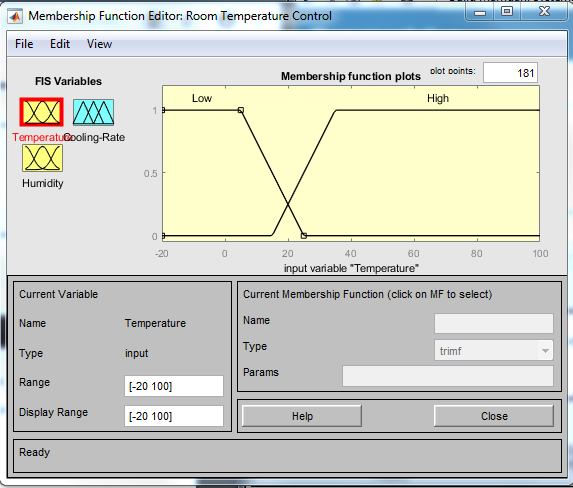 Membership Function Editor: Room Temperature Control
File Edit View
FIS Variables
Membership function plots
plot points:
181
Temperature
Cooling-Rate
Humidity
Low
High
1
0.5
0
-20 0 20 40 60 80 100
input variable "Temperature"
Current Variable
Name Temperature
Type input
Range [-20 100]
Display Range [-20 100]
Current Membership Function (click on MF to select)
Name
Type trimf
Params
Help
Close
Ready